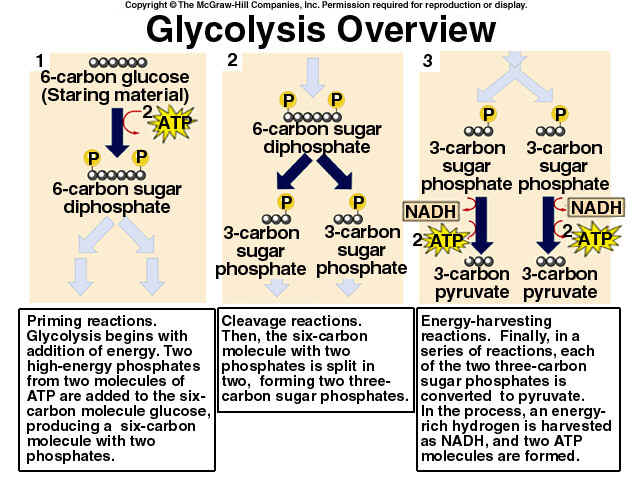 Copyright © The McGraw-Hill Companies, Inc. Permission required for reproduction or display.
Glycolysis Overview
1
6-carbon glucose
(Staring material)
2
ATP
P P
6-carbon sugar
diphosphate
2
P P
6-carbon sugar
diphosphate
P P
3-carbon
sugar
phosphate
3-carbon
sugar
phosphate
3
P P
3-carbon
sugar
phosphate
3-carbon
sugar
phosphate
NADH
NADH
2 ATP
2 ATP
3-carbon
pyruvate
3-carbon
pyruvate
Priming reactions.
Glycolysis begins with
addition of energy. Two
high-energy phosphates
from two molecules of
ATP are added to the six-
carbon molecule glucose,
producing a six-carbon
molecule with two
phosphates.
Cleavage reactions.
Then, the six-carbon
molecule with two
phosphates is split in
two, forming two three-
carbon sugar phosphates.
Energy-harvesting
reactions. Finally, in a
series of reactions, each
of the two three-carbon
sugar phosphates is
converted to pyruvate.
In the process, an energy-
rich hydrogen is harvested
as NADH, and two ATP
molecules are formed.